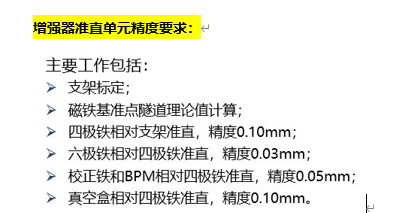 增强器准直单元精度要求：
主要工作包括：
➢ 支架标定；
➢ 磁铁基准点隧道理论值计算；
➢ 四极铁相对支架准直，精度0.10mm；
➢ 六极铁相对四极铁准直，精度0.03mm；
➢ 校正铁和BPM相对四极铁准直，精度0.05mm；
➢ 真空盒相对四极铁准直，精度0.10mm。